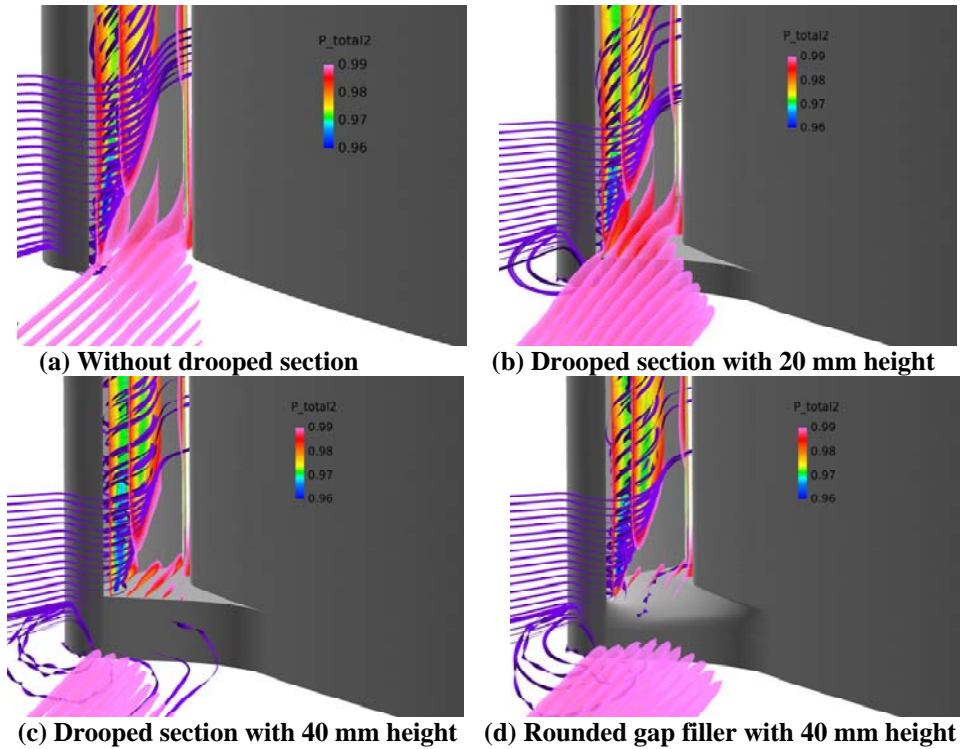 P_total2
0.99
0.98
0.97
0.96
P_total2
0.99
0.98
0.97
0.96
(a) Without drooped section
(b) Drooped section with 20 mm height
P_total2
0.99
0.98
0.97
0.96
P_total2
0.99
0.98
0.97
0.96
(c) Drooped section with 40 mm height
(d) Rounded gap filler with 40 mm height